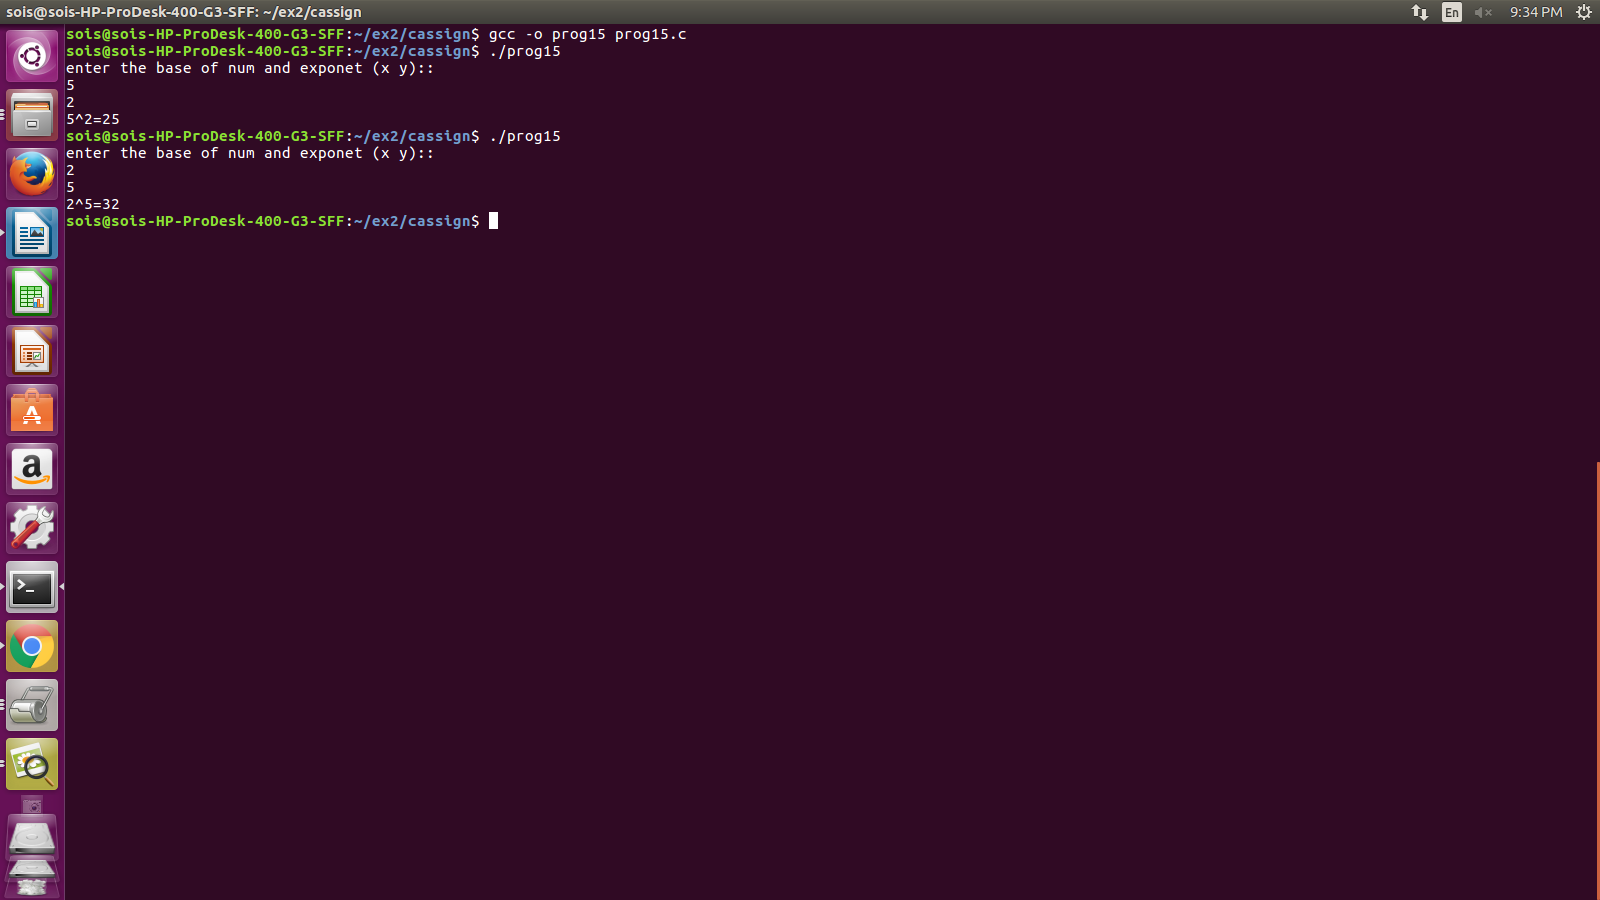 sois@sois-HP-ProDesk-400-G3-SFF: ~/ex2/cassign
En
9:34 PM
sois@sois-HP-ProDesk-400-G3-SFF:~/ex2/cassign$ gcc -o prog15 prog15.c
sois@sois-HP-ProDesk-400-G3-SFF:~/ex2/cassign$ ./prog15
enter the base of num and exponet (x y)::
5
2
5^2=25
sois@sois-HP-ProDesk-400-G3-SFF:~/ex2/cassign$ ./prog15
enter the base of num and exponet (x y)::
2
5
2^5=32
sois@sois-HP-ProDesk-400-G3-SFF:~/ex2/cassign$